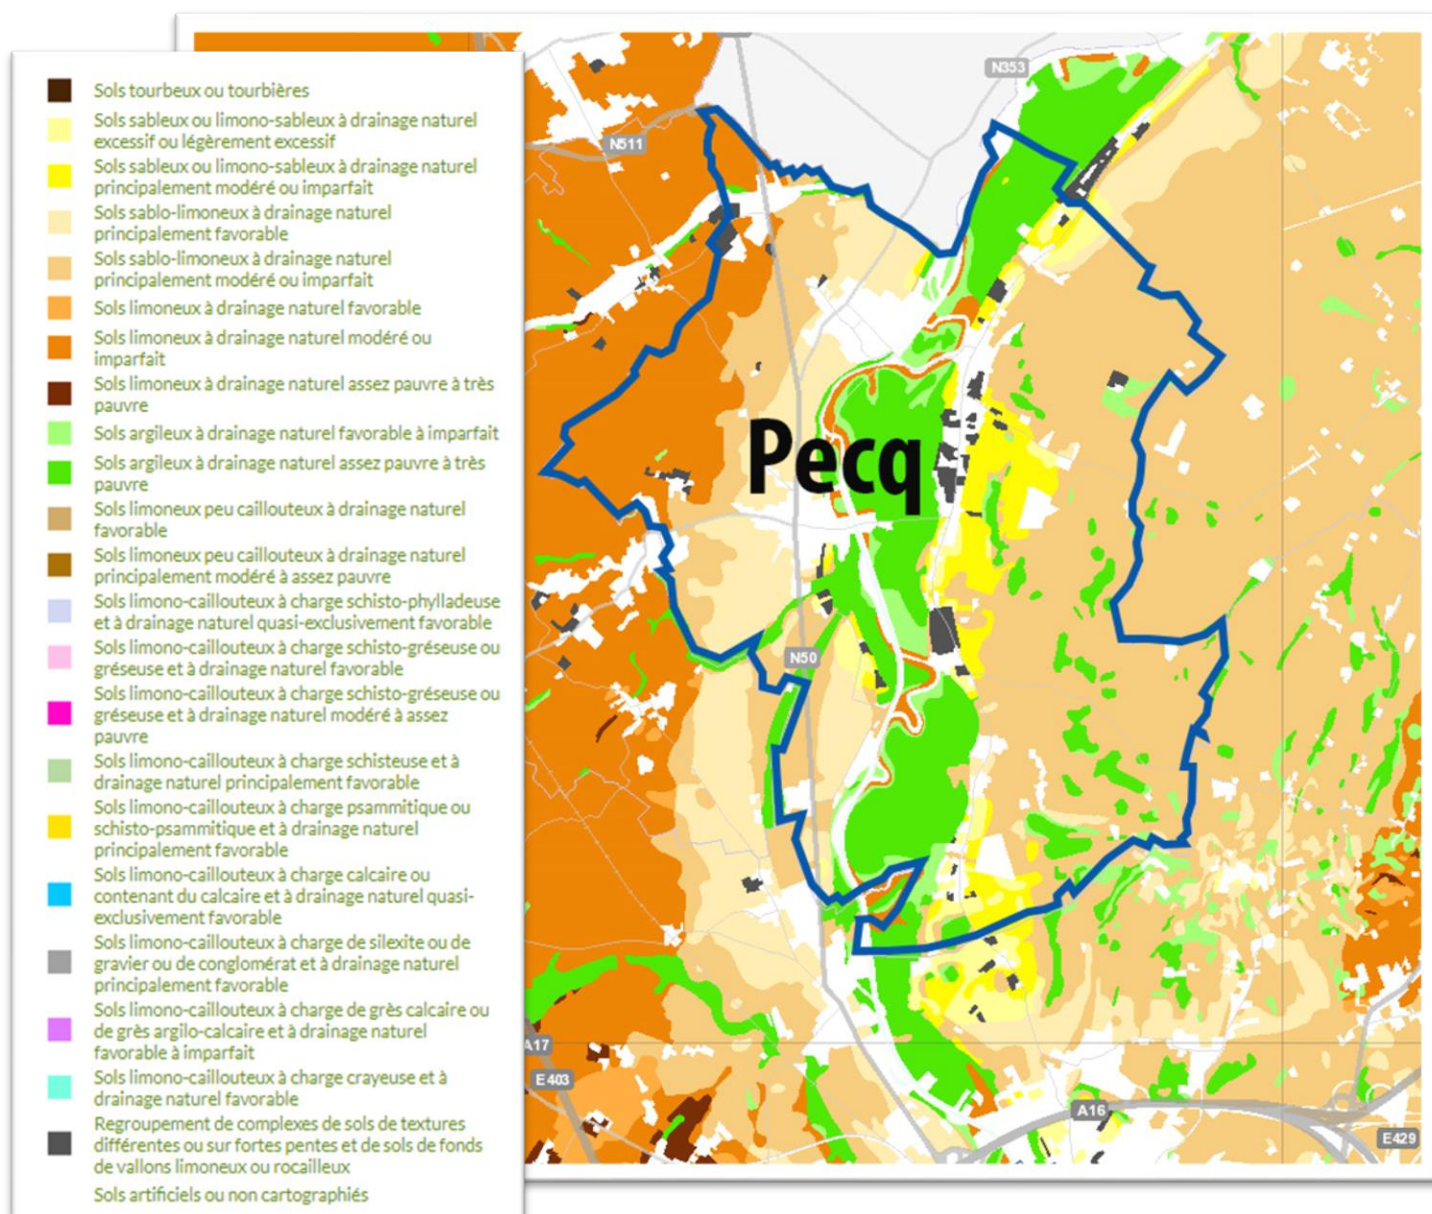 Sols tourbeux ou tourbières
Sols sableux ou limono-sableux à drainage naturel
excessif ou légèrement excessif
Sols sableux ou limono-sableux à drainage naturel
principalement modéré ou imparfait
Sols sablo-limoneux à drainage naturel
principalement favorable
Sols sablo-limoneux à drainage naturel
principalement modéré ou imparfait
Sols limoneux à drainage naturel favorable
Sols limoneux à drainage naturel modéré ou
imparfait
Sols limoneux à drainage naturel assez pauvre à très
pauvre
Sols argileux à drainage naturel favorable à imparfait
Sols argileux à drainage naturel assez pauvre à très
pauvre
Sols limoneux peu caillouteux à drainage naturel
favorable
Sols limoneux peu caillouteux à drainage naturel
principalement modéré à assez pauvre
Sols limono-caillouteux à charge schisto-phylladeuse
et à drainage naturel quasi-exclusivement favorable
Sols limono-caillouteux à charge schisto-gréseuse ou
gréseuse et à drainage naturel favorable
Sols limono-caillouteux à charge schisto-gréseuse ou
gréseuse et à drainage naturel modéré à assez
pauvre
Sols limono-caillouteux à charge schisteuse et à
drainage naturel principalement favorable
Sols limono-caillouteux à charge psammitique ou
schisto-psammitique et à drainage naturel
principalement favorable
Sols limono-caillouteux à charge calcaire ou
contenant du calcaire et à drainage naturel quasi-
exclusivement favorable
Sols limono-caillouteux à charge de silexite ou de
gravier ou de conglomérat et à drainage naturel
principalement favorable
Sols limono-caillouteux à charge de grès calcaire ou
de grès argilo-calcaire et à drainage naturel
favorable à imparfait
Sols limono-caillouteux à charge crayeuse et à
drainage naturel favorable
Regroupement de complexes de sols de textures
différentes ou sur fortes pentes et de sols de fonds
de vallons limoneux ou rocailleux
Sols artificiels ou non cartographiés
N353
N511
Pecq
N50
A17
E403
A16
E429